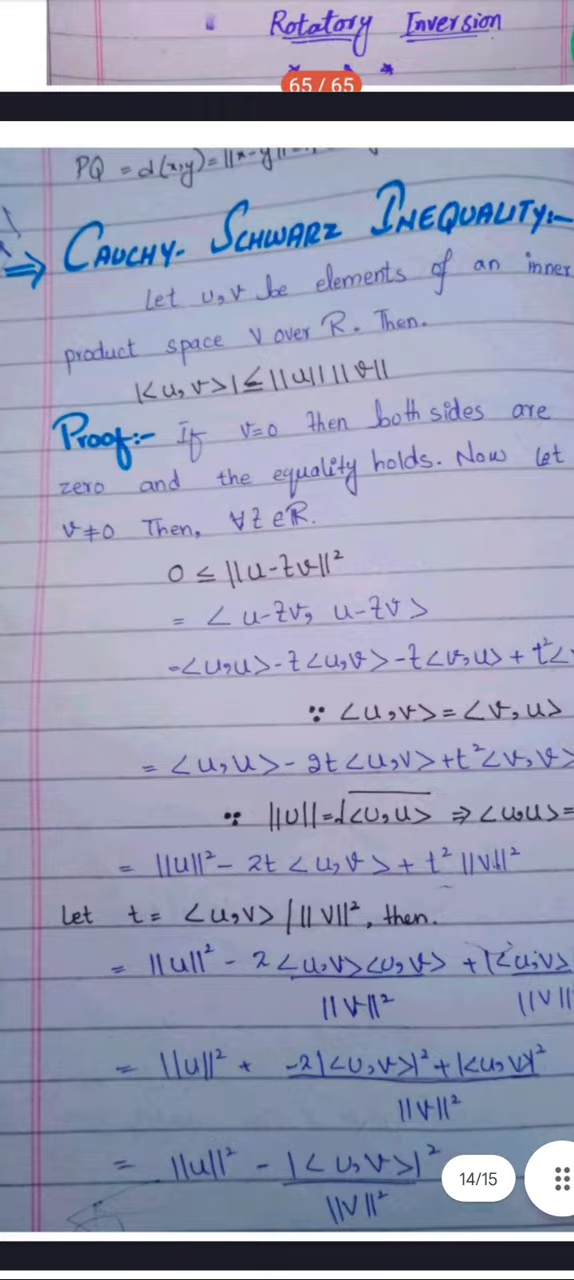 Rotatory Inversion
65 / 65
PQ = d(x,y) = ||x-y||
⇒ CAUCHY- SCHWARZ INEQUALITY:-
Let u,v be elements of an inner
product space V over R. Then.
|<u,v>| ≤ ||u|| ||v||
Proof:- If v=0 then both sides are
zero and the equality holds. Now let
v≠0 Then, ∀ t ∈ R.
0 ≤ ||u-tv||²
= <u-tv, u-tv>
=<u,u> -t<u,v> -t<v,u> + t²<
∵ <u,v> = <v,u>
= <u,u> - 2t <u,v> + t² <v,v>
∵ ||u|| = √<u,u> ⇒ <u,u> =
= ||u||² - 2t <u,v> + t² ||v||²
Let t = <u,v> / ||v||², then.
= ||u||² - 2 <u,v> <u,v> + |<u,v>
||v||² ||v||
= ||u||² + -2|<u,v>|² + |<u,v>|²
||v||²
= ||u||² - |<u,v>|²
||v||²
14/15